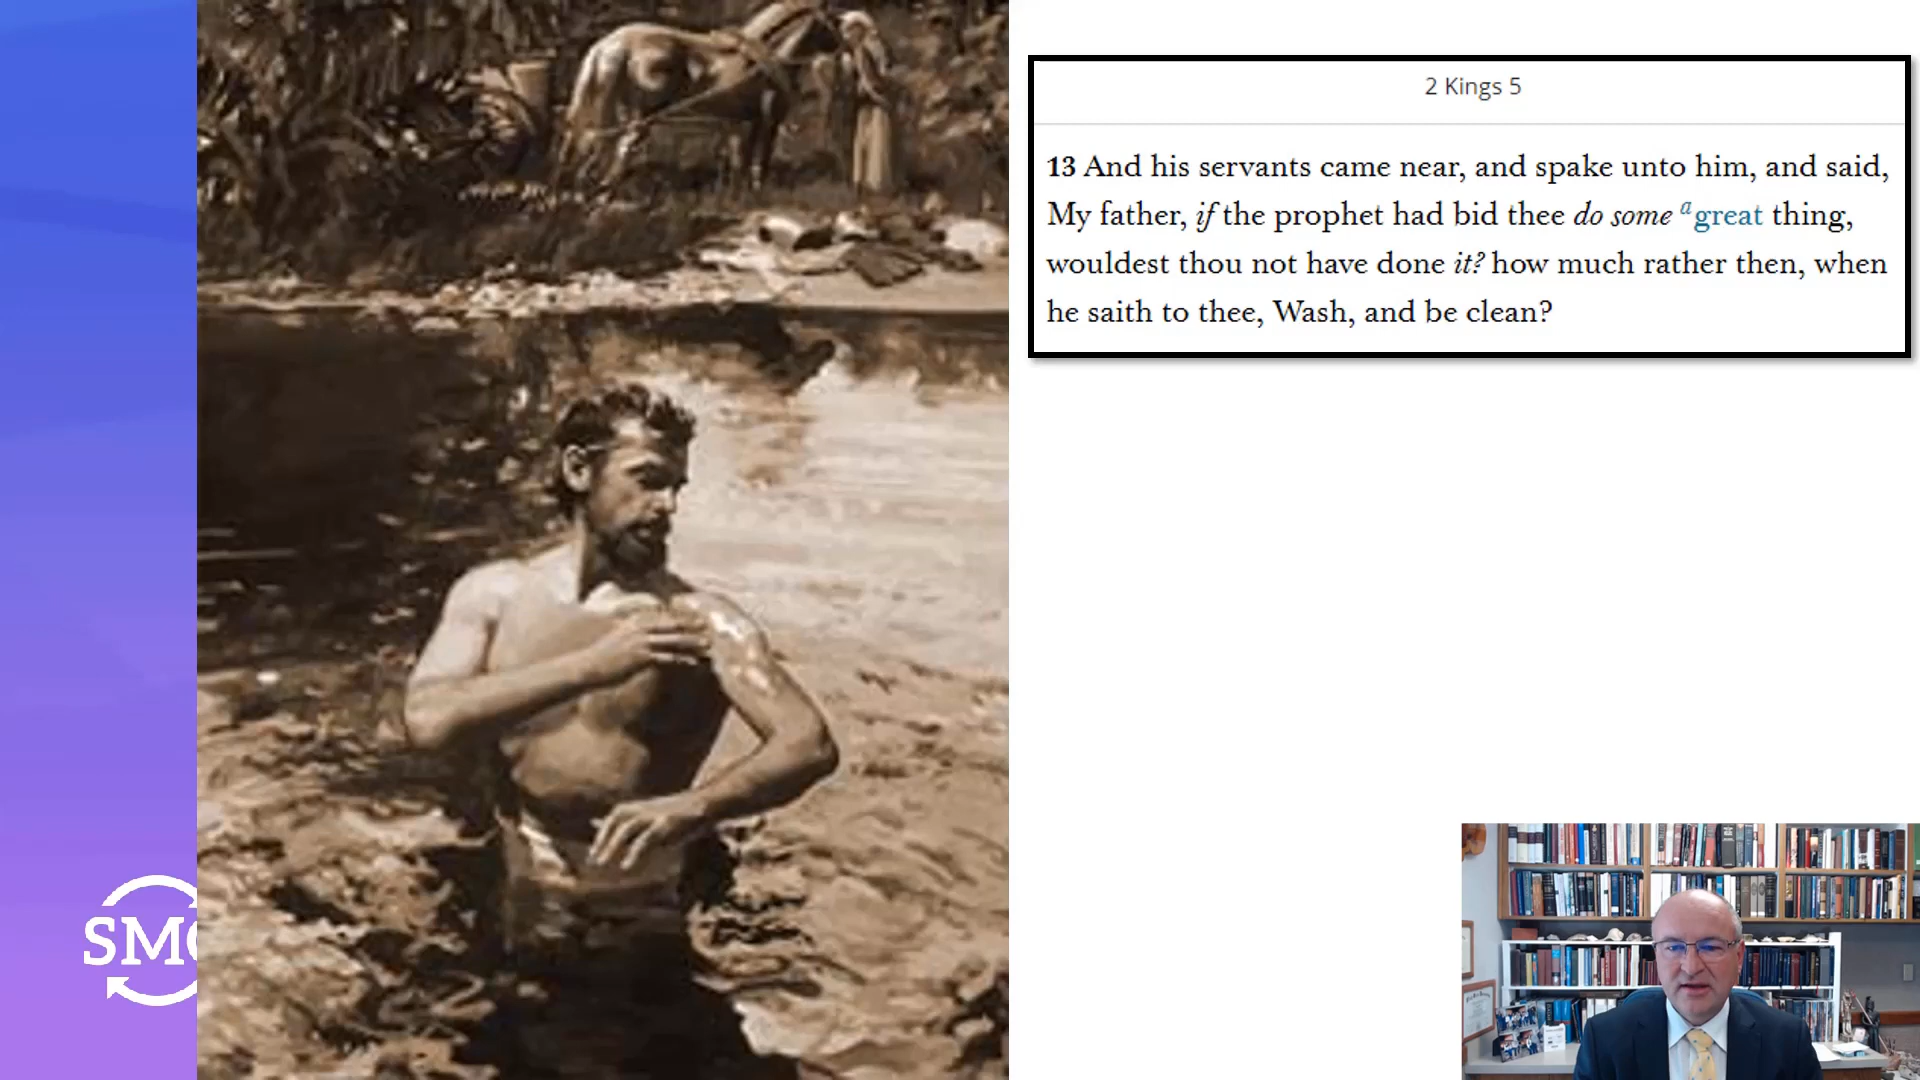 2 Kings 5
13 And his servants came near, and spake unto him, and said,
My father, if the prophet had bid thee do some a great thing,
wouldest thou not have done it? how much rather then, when
he saith to thee, Wash, and be clean?
SM